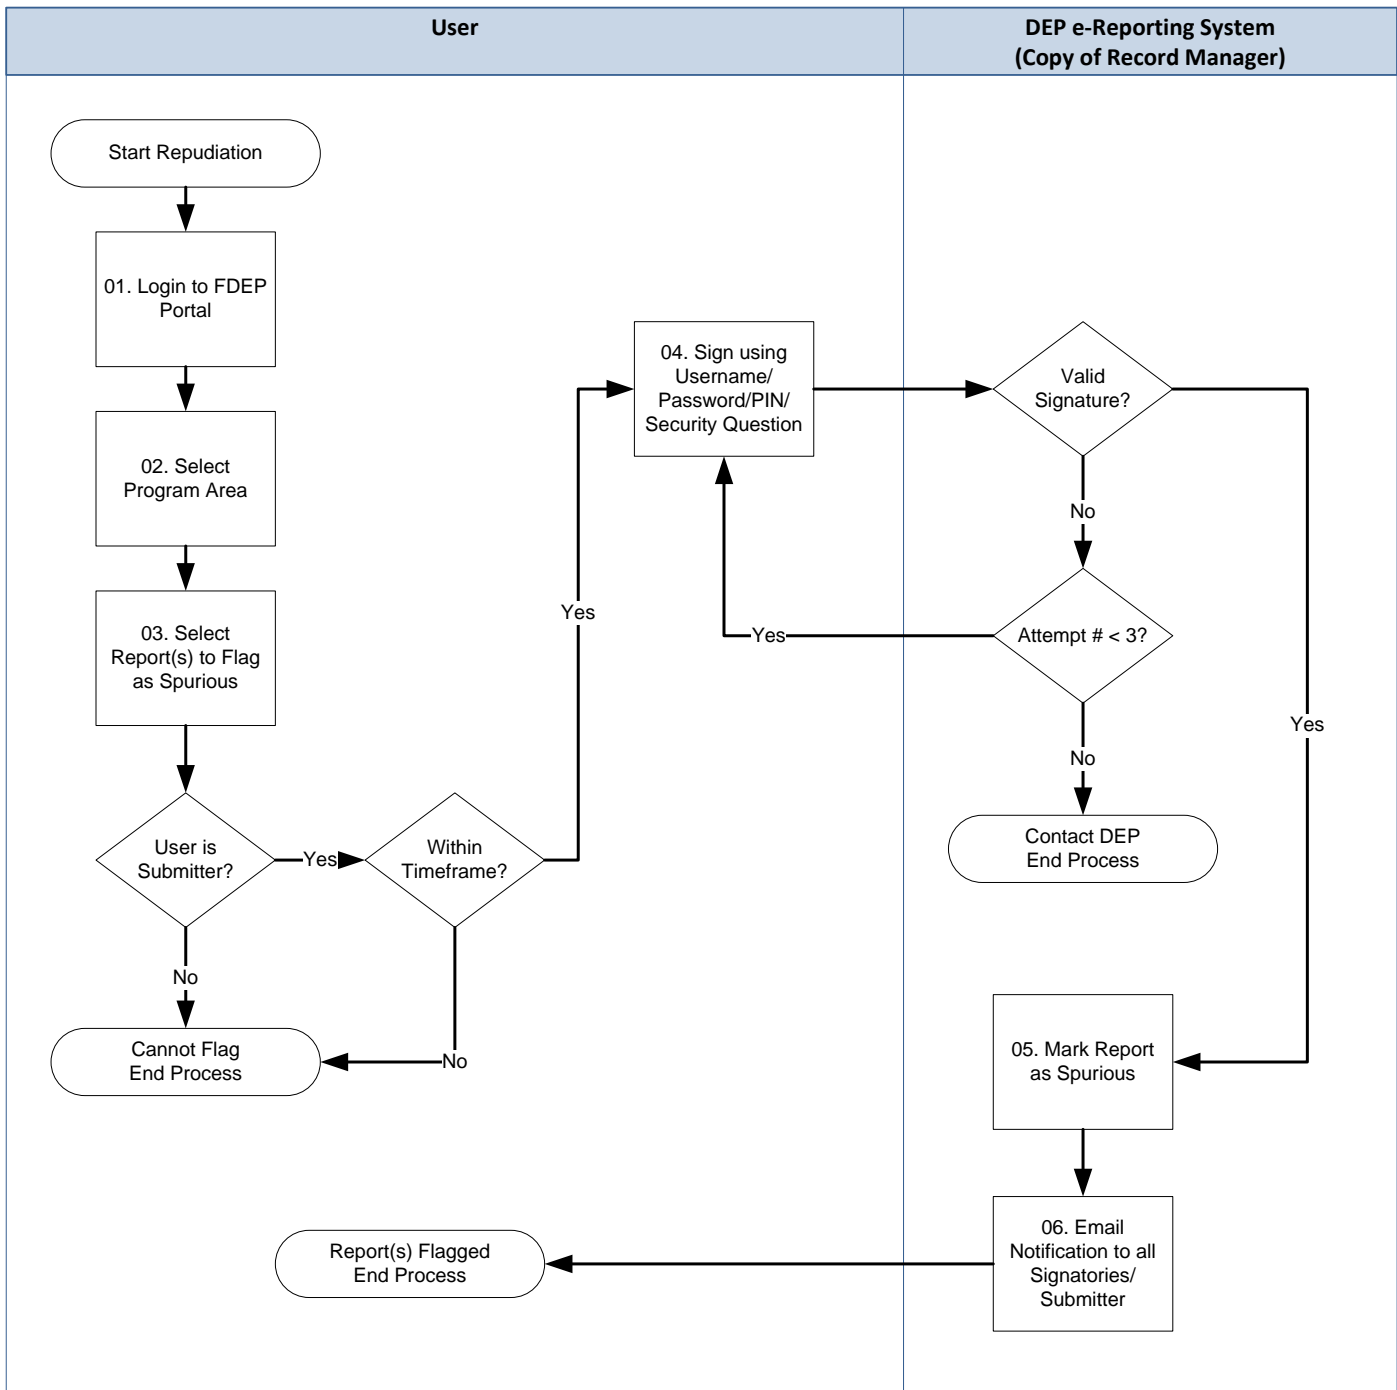 User
DEP e-Reporting System
(Copy of Record Manager)
Start Repudiation
01. Login to FDEP
Portal
02. Select
Program Area
03. Select
Report(s) to Flag
as Spurious
User is
Submitter?
Yes
Within
Timeframe?
No
Cannot Flag
End Process
No
Yes
04. Sign using
Username/
Password/PIN/
Security Question
Valid
Signature?
No
Attempt # < 3?
Yes
No
Contact DEP
End Process
Yes
05. Mark Report
as Spurious
06. Email
Notification to all
Signatories/
Submitter
Report(s) Flagged
End Process